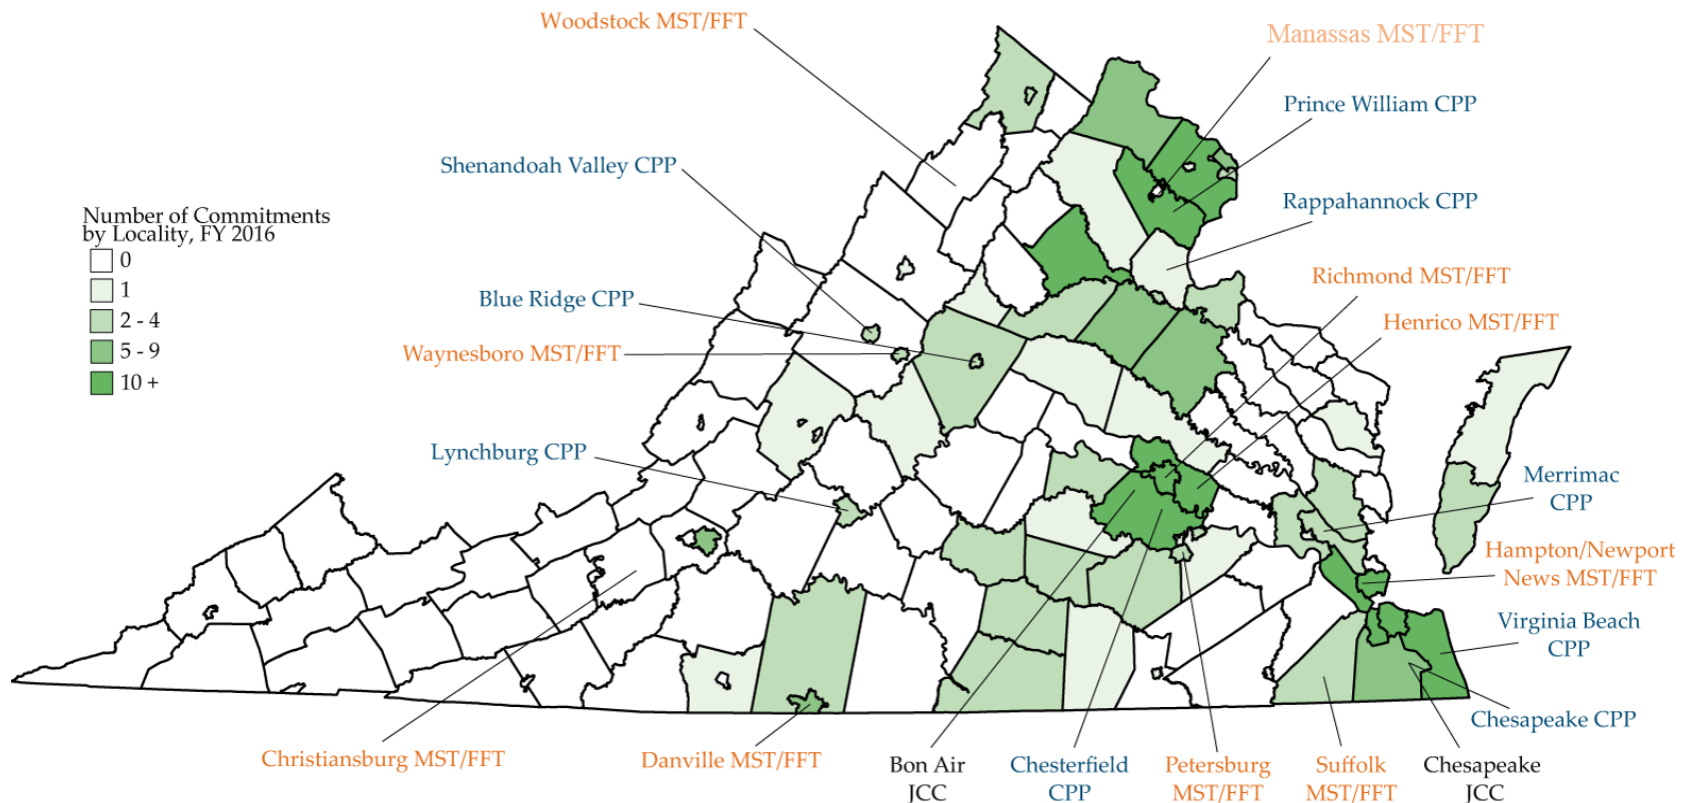 Woodstock MST/FFT
Manassas MST/FFT
Prince William CPP
Shenandoah Valley CPP
Rappahannock CPP
Number of Commitments
by Locality, FY 2016
0
1
2 - 4
5 - 9
10 +
Richmond MST/FFT
Blue Ridge CPP
Henrico MST/FFT
Waynesboro MST/FFT
Lynchburg CPP
Merrimac
CPP
Hampton/Newport
News MST/FFT
Virginia Beach
CPP
Chesapeake CPP
Christiansburg MST/FFT
Danville MST/FFT
Bon Air
JCC
Chesterfield
CPP
Petersburg
MST/FFT
Suffolk
MST/FFT
Chesapeake
JCC